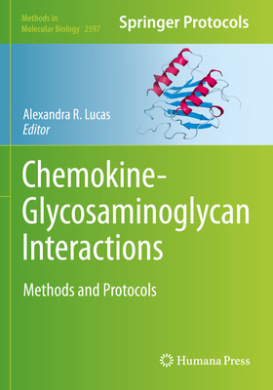 Methods in
Molecular Biology 2597
Springer Protocols
Alexandra R. Lucas
Editor
Chemokine-
Glycosaminoglycan
Interactions
Methods and Protocols
Humana Press